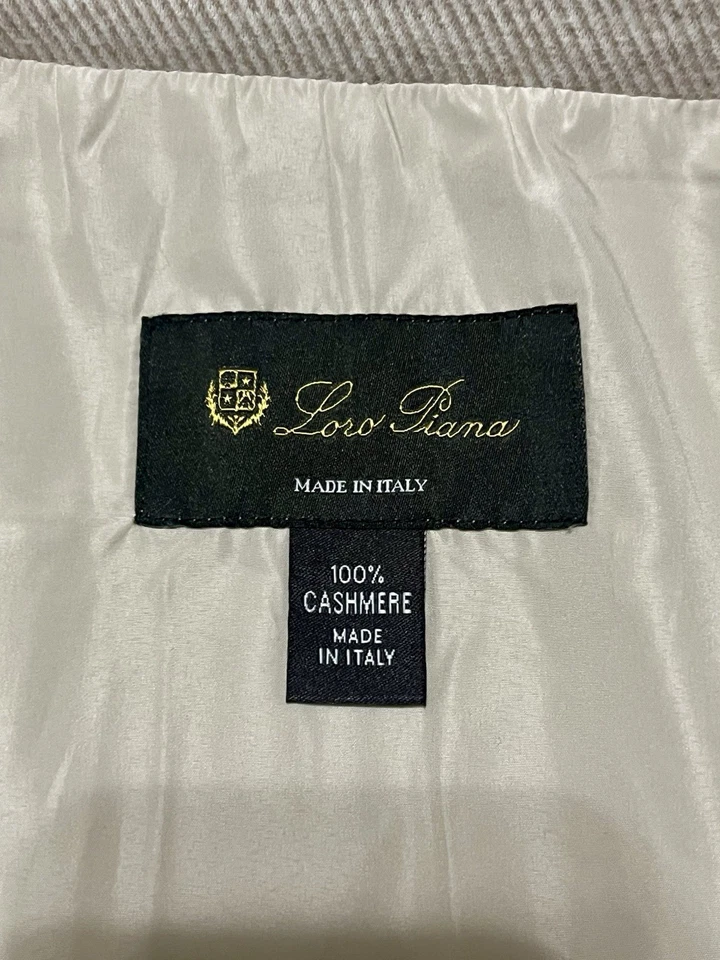 Loro Piana
MADE IN ITALY
100%
CASHMERE
MADE
IN ITALY